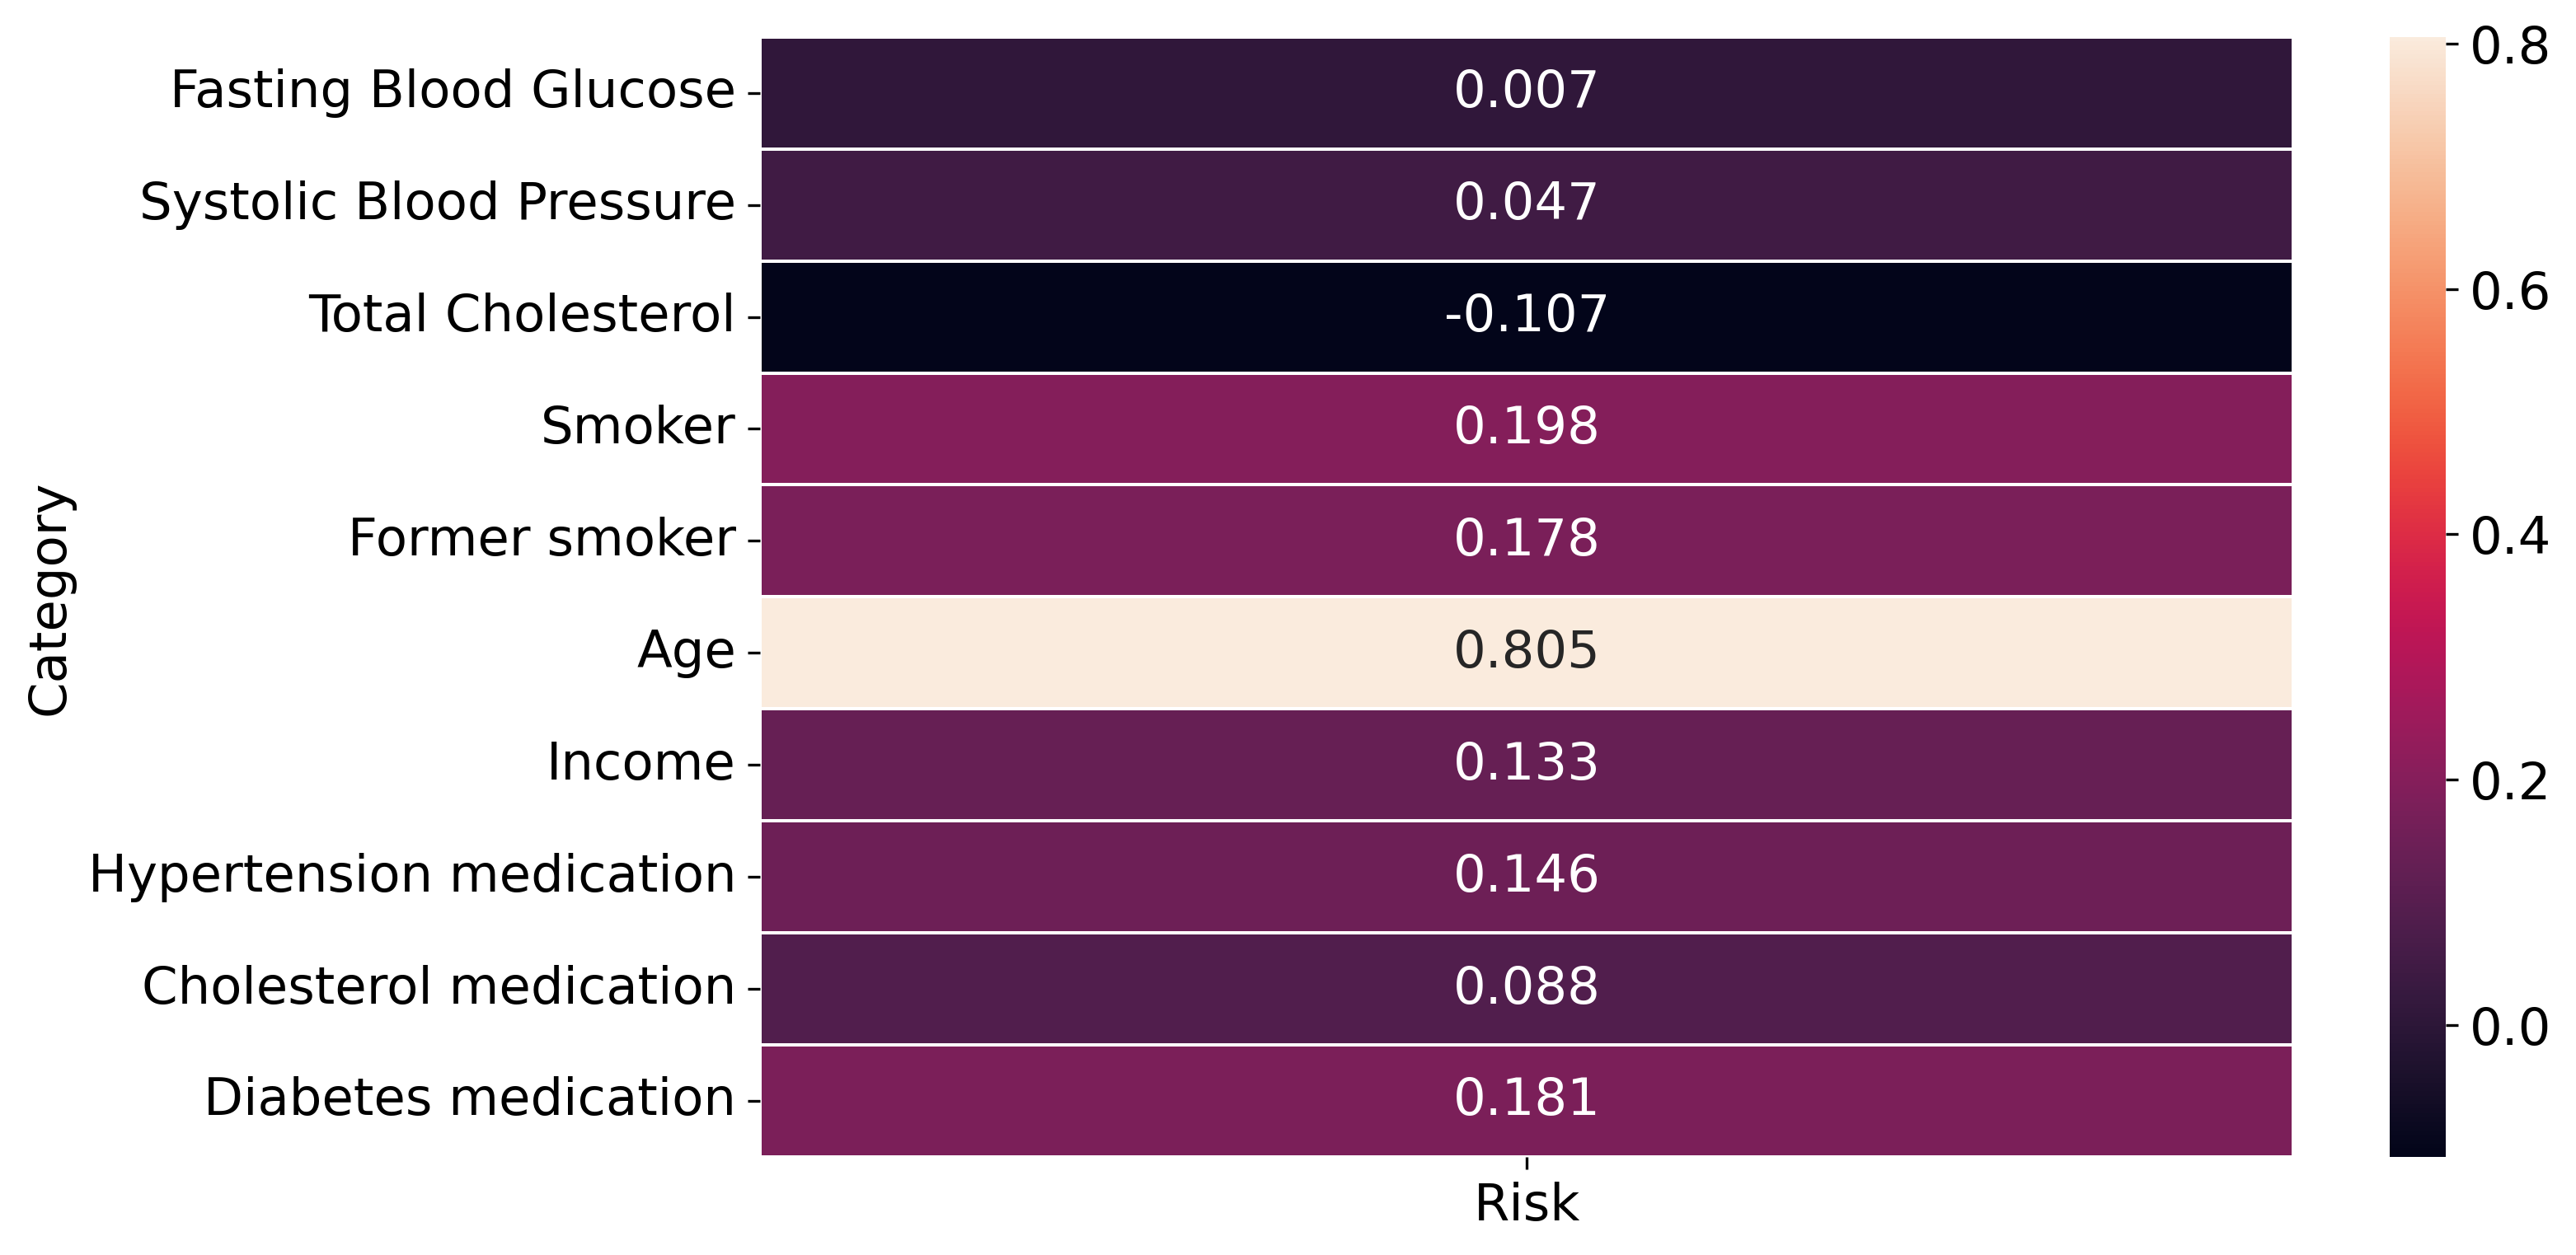 Category
Fasting Blood Glucose 0.007
Systolic Blood Pressure 0.047
Total Cholesterol -0.107
Smoker 0.198
Former smoker 0.178
Age 0.805
Income 0.133
Hypertension medication 0.146
Cholesterol medication 0.088
Diabetes medication 0.181
Risk
0.8
0.6
0.4
0.2
0.0